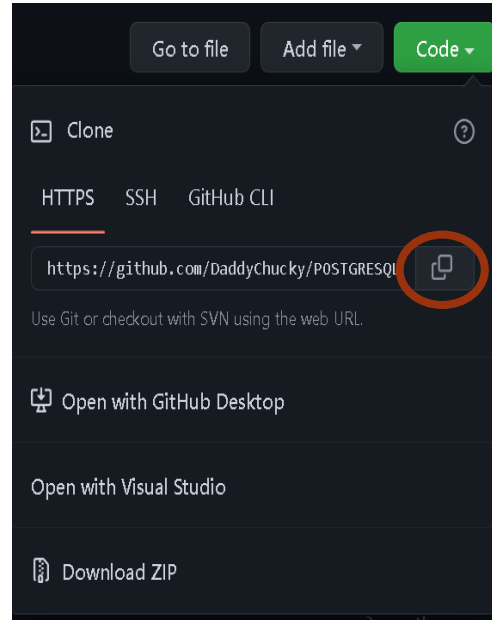 Go to file Add file Code
Clone
HTTPS SSH GitHub CLI
https://github.com/DaddyChucky/POSTGRESQL
Use Git or checkout with SVN using the web URL.
Open with GitHub Desktop
Open with Visual Studio
Download ZIP